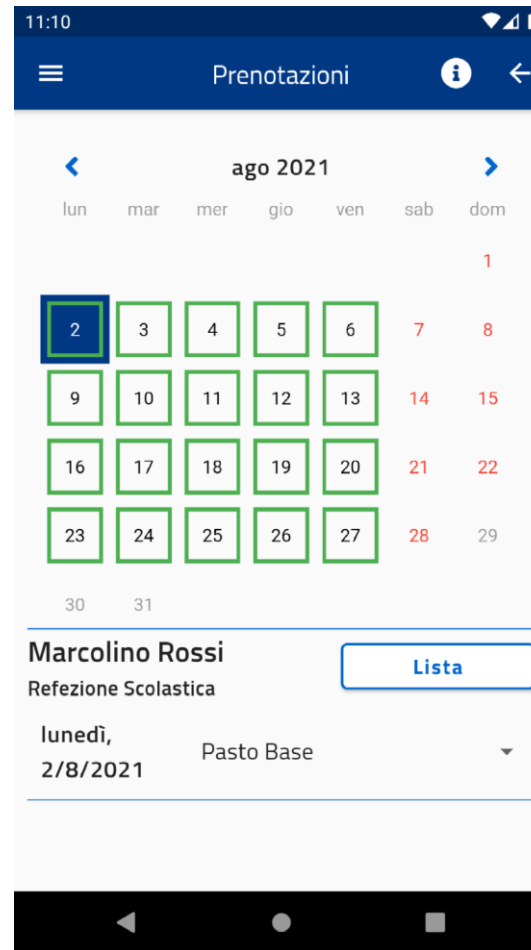 11:10
Prenotazioni
ago 2021
lun mar mer gio ven sab dom
1
2 3 4 5 6 7 8
9 10 11 12 13 14 15
16 17 18 19 20 21 22
23 24 25 26 27 28 29
30 31
Marcolino Rossi
Lista
Refezione Scolastica
lunedì,
2/8/2021
Pasto Base